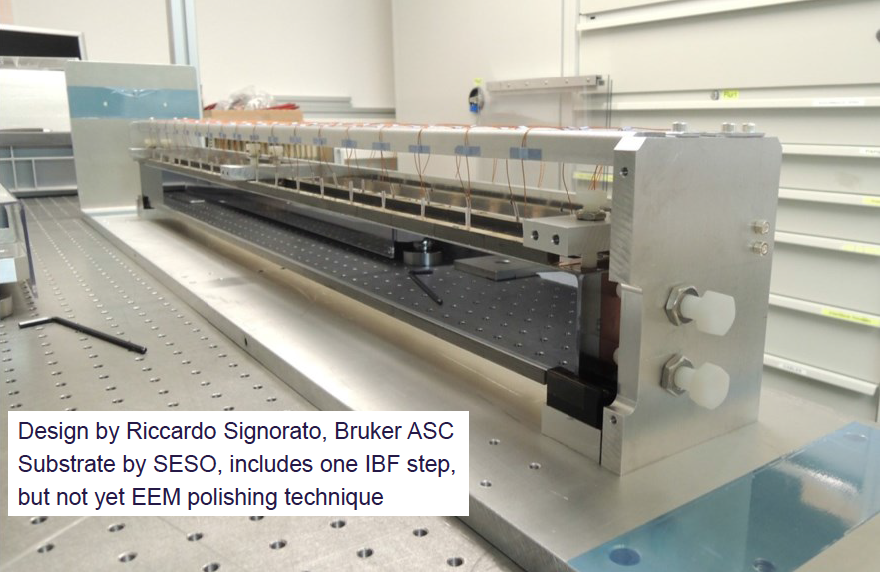 Design by Riccardo Signorato, Bruker ASC
Substrate by SESO, includes one IBF step,
but not yet EEM polishing technique